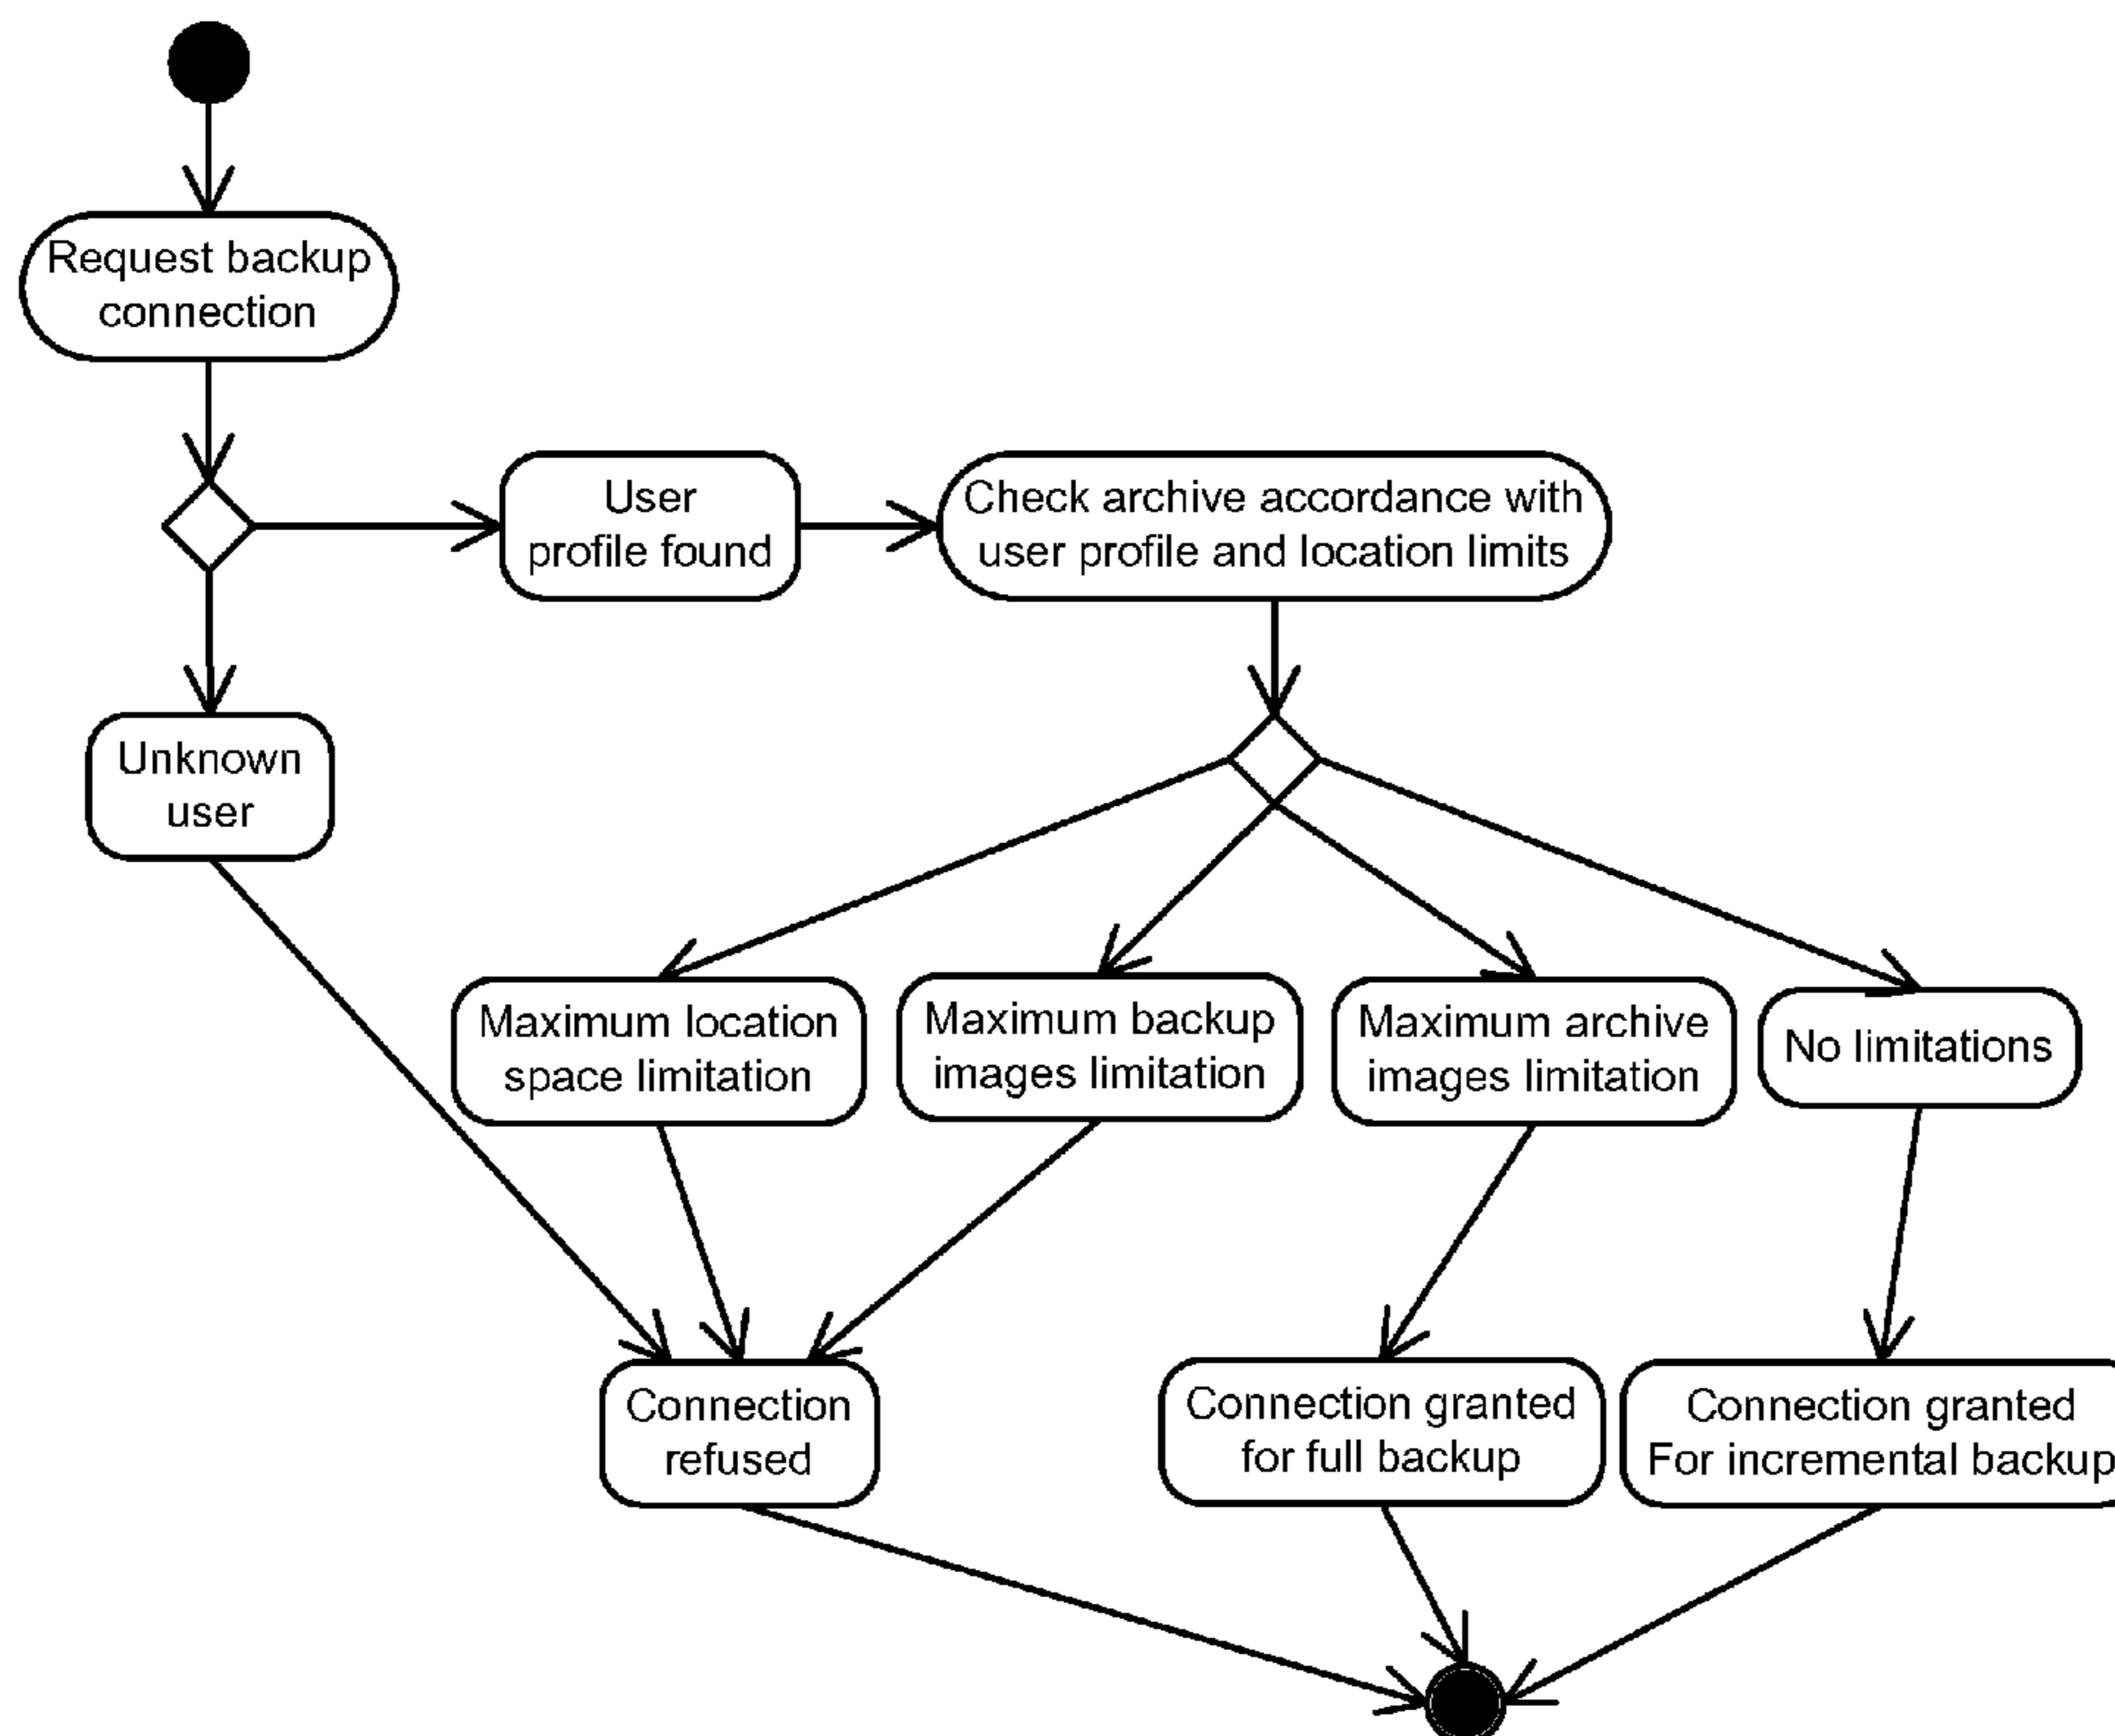 Request backup
connection
User
profile found
Check archive accordance with
user profile and location limits
Unknown
user
Maximum location
space limitation
Maximum backup
images limitation
Maximum archive
images limitation
No limitations
Connection
refused
Connection granted
for full backup
Connection granted
For incremental backup